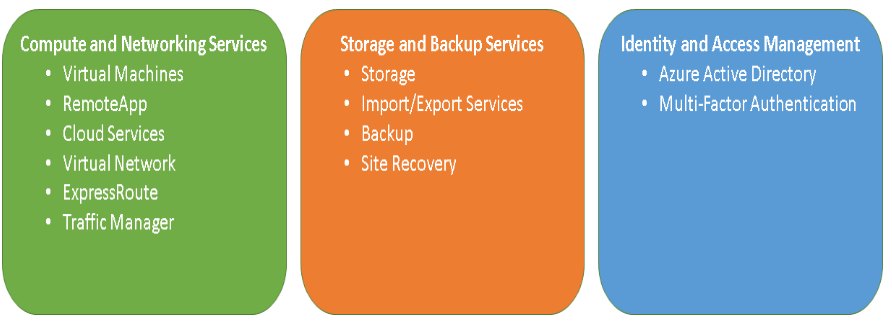 Compute and Networking Services
• Virtual Machines
• RemoteApp
• Cloud Services
• Virtual Network
• ExpressRoute
• Traffic Manager
Storage and Backup Services
• Storage
• Import/Export Services
• Backup
• Site Recovery
Identity and Access Management
• Azure Active Directory
• Multi-Factor Authentication